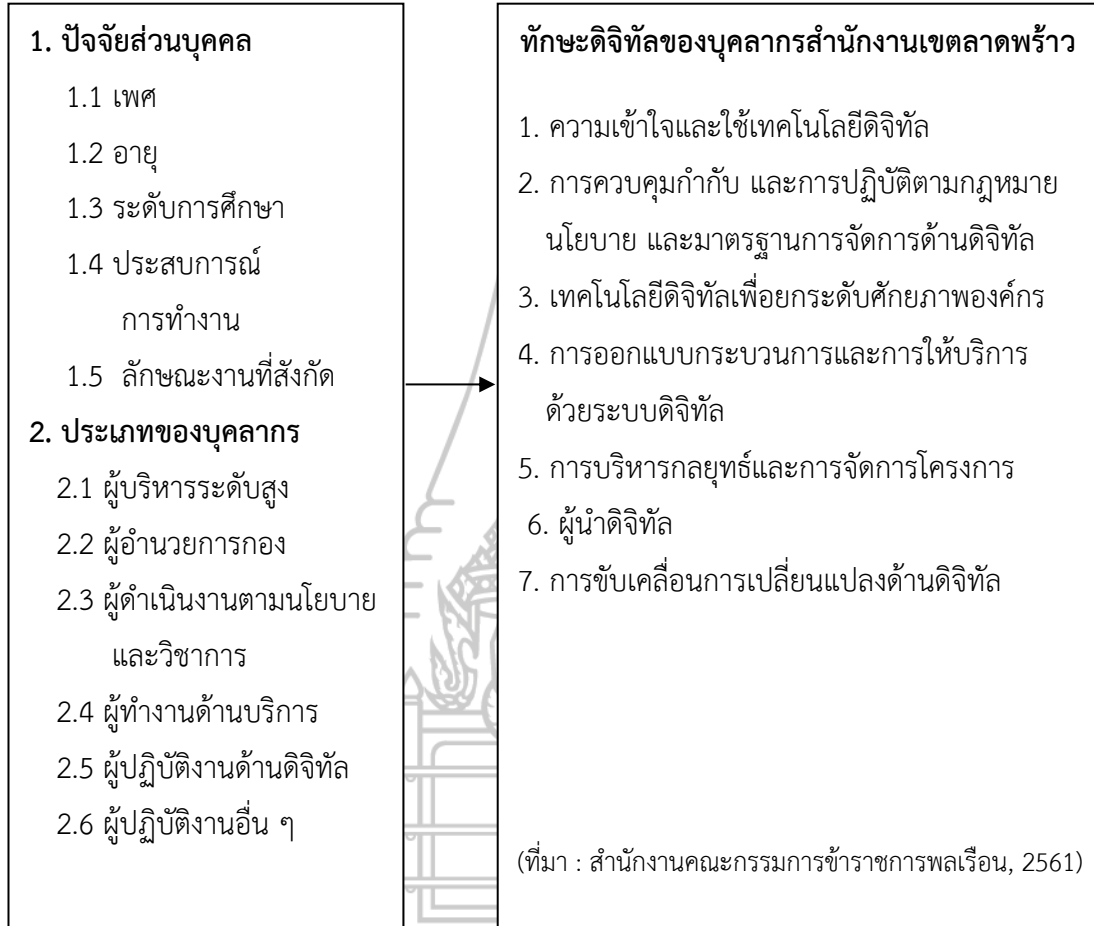 1. ปัจจัยส่วนบุคคล
1.1 เพศ
1.2 อายุ
1.3 ระดับการศึกษา
1.4 ประสบการณ์
การทำงาน
1.5 ลักษณะงานที่สังกัด
2. ประเภทของบุคลากร
2.1 ผู้บริหารระดับสูง
2.2 ผู้อำนวยการกอง
2.3 ผู้ดำเนินงานตามนโยบาย
และวิชาการ
2.4 ผู้ทำงานด้านบริการ
2.5 ผู้ปฏิบัติงานด้านดิจิทัล
2.6 ผู้ปฏิบัติงานอื่น ๆ
ทักษะดิจิทัลของบุคลากรสำนักงานเขตลาดพร้าว
1. ความเข้าใจและใช้เทคโนโลยีดิจิทัล
2. การควบคุมกำกับ และการปฏิบัติตามกฎหมาย
นโยบาย และมาตรฐานการจัดการด้านดิจิทัล
3. เทคโนโลยีดิจิทัลเพื่อยกระดับศักยภาพองค์กร
4. การออกแบบกระบวนการและการให้บริการ
ด้วยระบบดิจิทัล
5. การบริหารกลยุทธ์และการจัดการโครงการ
6. ผู้นำดิจิทัล
7. การขับเคลื่อนการเปลี่ยนแปลงด้านดิจิทัล
(ที่มา : สำนักงานคณะกรรมการข้าราชการพลเรือน, 2561)